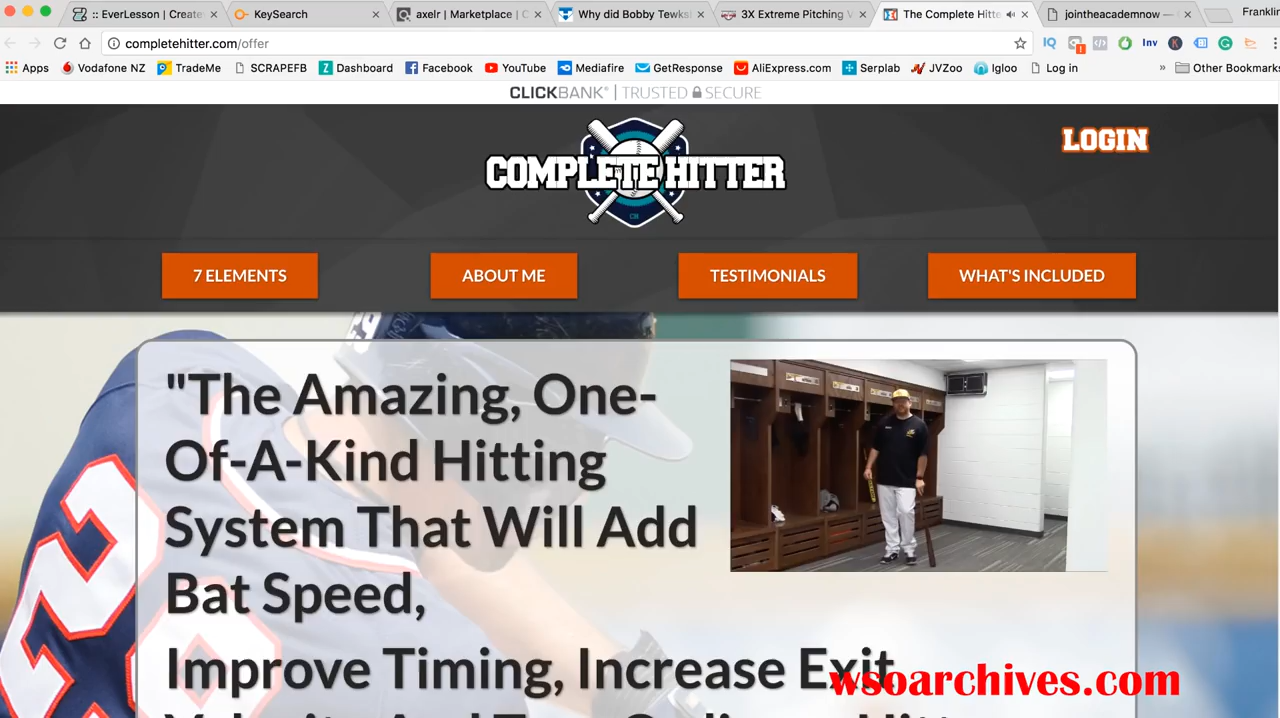 :: EverLesson | Create
KeySearch
axelr | Marketplace | C
Why did Bobby Tewks
3X Extreme Pitching V
The Complete Hitte
jointheacademnow —
Franklin
completehitter.com/offer
Apps
Vodafone NZ
TradeMe
SCRAPEFB
Dashboard
Facebook
YouTube
Mediafire
GetResponse
AliExpress.com
Serplab
JVZoo
Igloo
Log in
» Other Bookmarks
CLICKBANK® | TRUSTED SECURE
COMPLETE HITTER
CH
LOGIN
7 ELEMENTS
ABOUT ME
TESTIMONIALS
WHAT'S INCLUDED
"The Amazing, One-
Of-A-Kind Hitting
System That Will Add
Bat Speed,
Improve Timing, Increase Exit
wsoarchives.com